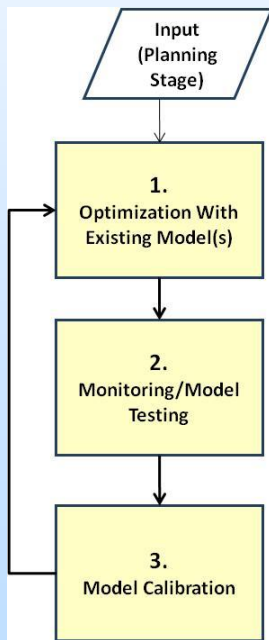 Input
(Planning
Stage)
1.
Optimization With
Existing Model(s)
2.
Monitoring/Model
Testing
3.
Model Calibration